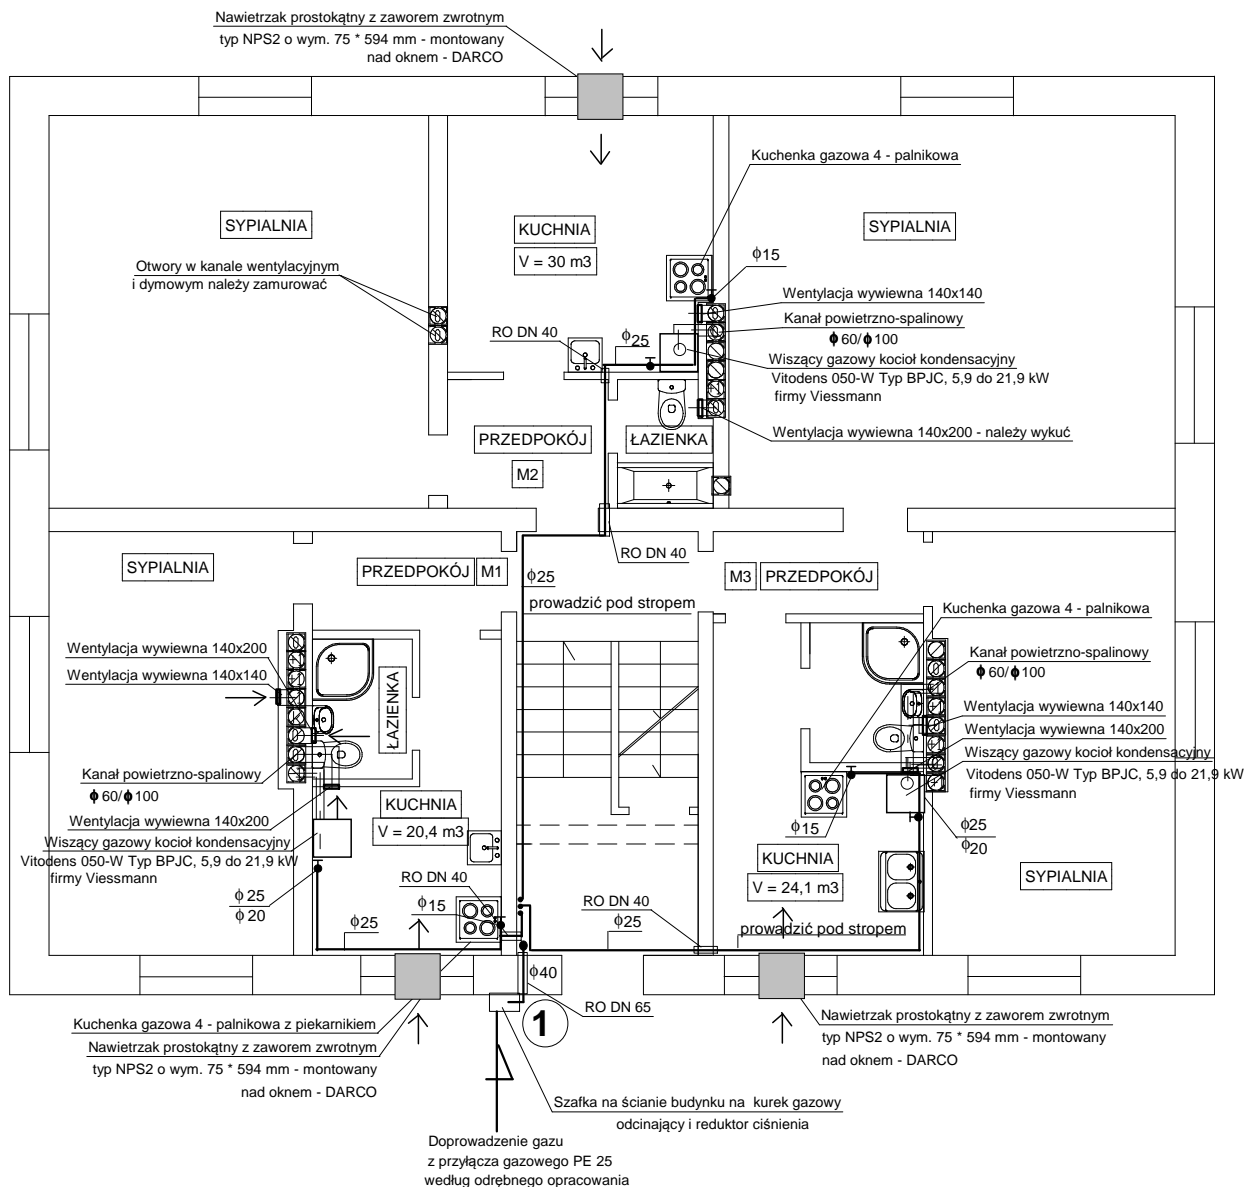 Nawietrzak prostokątny z zaworem zwrotnym
typ NPS2 o wym. 75 * 594 mm - montowany
nad oknem - DARCO
Kuchenka gazowa 4 - palnikowa
SYPIALNIA
KUCHNIA
V = 30 m3
SYPIALNIA
ϕ15
Otwory w kanale wentylacyjnym
i dymowym należy zamurować
Wentylacja wywiewna 140x140
Kanał powietrzno-spalinowy
ϕ 60/ϕ 100
RO DN 40
ϕ25
Wiszący gazowy kocioł kondensacyjny
Vitodens 050-W Typ BPJC, 5,9 do 21,9 kW
firmy Viessmann
PRZEDPOKÓJ
ŁAZIENKA
Wentylacja wywiewna 140x200 - należy wykuć
M2
RO DN 40
SYPIALNIA
PRZEDPOKÓJ
M1
ϕ25
prowadzić pod stropem
M3
PRZEDPOKÓJ
Kuchenka gazowa 4 - palnikowa
Wentylacja wywiewna 140x200
Wentylacja wywiewna 140x140
ŁAZIENKA
Kanał powietrzno-spalinowy
ϕ 60/ϕ 100
Wentylacja wywiewna 140x140
Wentylacja wywiewna 140x200
Wiszący gazowy kocioł kondensacyjny
Vitodens 050-W Typ BPJC, 5,9 do 21,9 kW
firmy Viessmann
Kanał powietrzno-spalinowy
ϕ 60/ϕ 100
Wentylacja wywiewna 140x200
Wiszący gazowy kocioł kondensacyjny
Vitodens 050-W Typ BPJC, 5,9 do 21,9 kW
firmy Viessmann
KUCHNIA
V = 20,4 m3
ϕ15
ϕ25
ϕ20
KUCHNIA
V = 24,1 m3
SYPIALNIA
RO DN 40
ϕ 25
ϕ 20
ϕ15
RO DN 40
ϕ25
ϕ25
prowadzić pod stropem
ϕ40
RO DN 65
1
Kuchenka gazowa 4 - palnikowa z piekarnikiem
Nawietrzak prostokątny z zaworem zwrotnym
typ NPS2 o wym. 75 * 594 mm - montowany
nad oknem - DARCO
Nawietrzak prostokątny z zaworem zwrotnym
typ NPS2 o wym. 75 * 594 mm - montowany
nad oknem - DARCO
Szafka na ścianie budynku na kurek gazowy
odcinający i reduktor ciśnienia
Doprowadzenie gazu
z przyłącza gazowego PE 25
według odrębnego opracowania